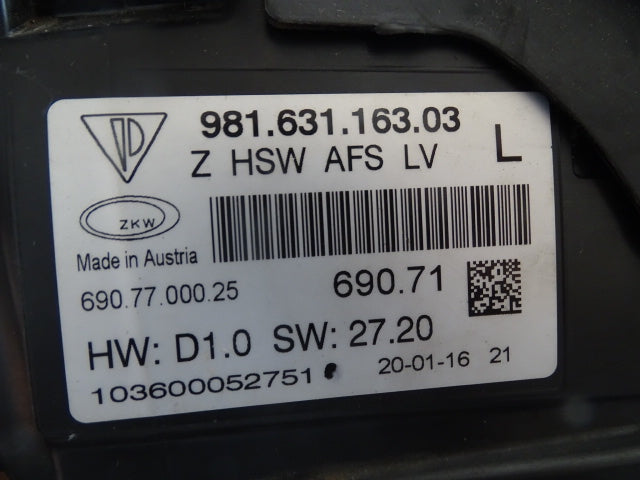 981.631.163.03
Z HSW AFS LV L
ZKW
Made in Austria
690.77.000.25 690.71
HW: D1.0 SW: 27.20
103600052751 20-01-16 21